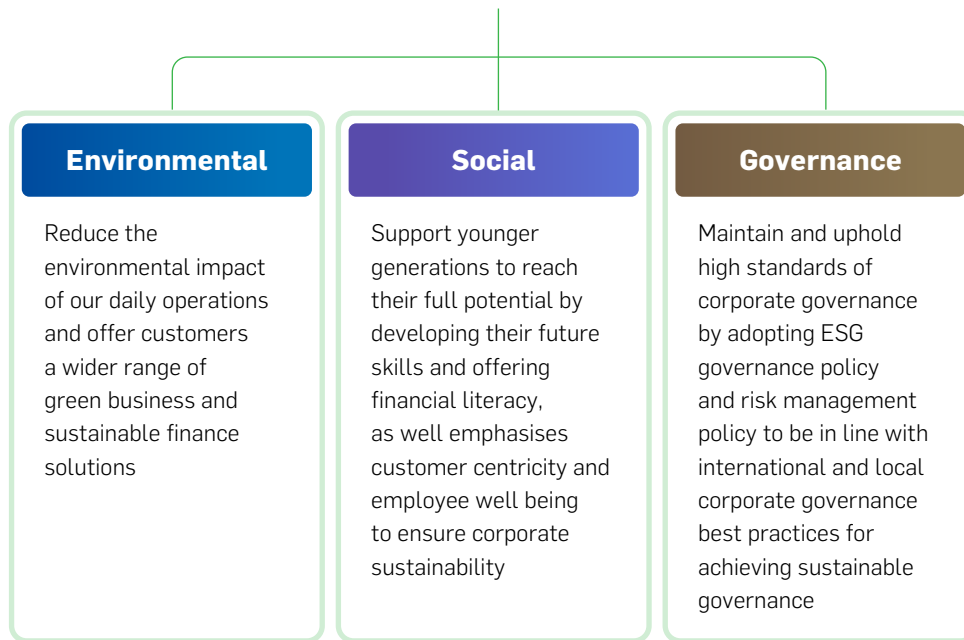 Environmental
Reduce the
environmental impact
of our daily operations
and offer customers
a wider range of
green business and
sustainable finance
solutions
Social
Support younger
generations to reach
their full potential by
developing their future
skills and offering
financial literacy,
as well emphasises
customer centricity and
employee well being
to ensure corporate
sustainability
Governance
Maintain and uphold
high standards of
corporate governance
by adopting ESG
governance policy
and risk management
policy to be in line with
international and local
corporate governance
best practices for
achieving sustainable
governance